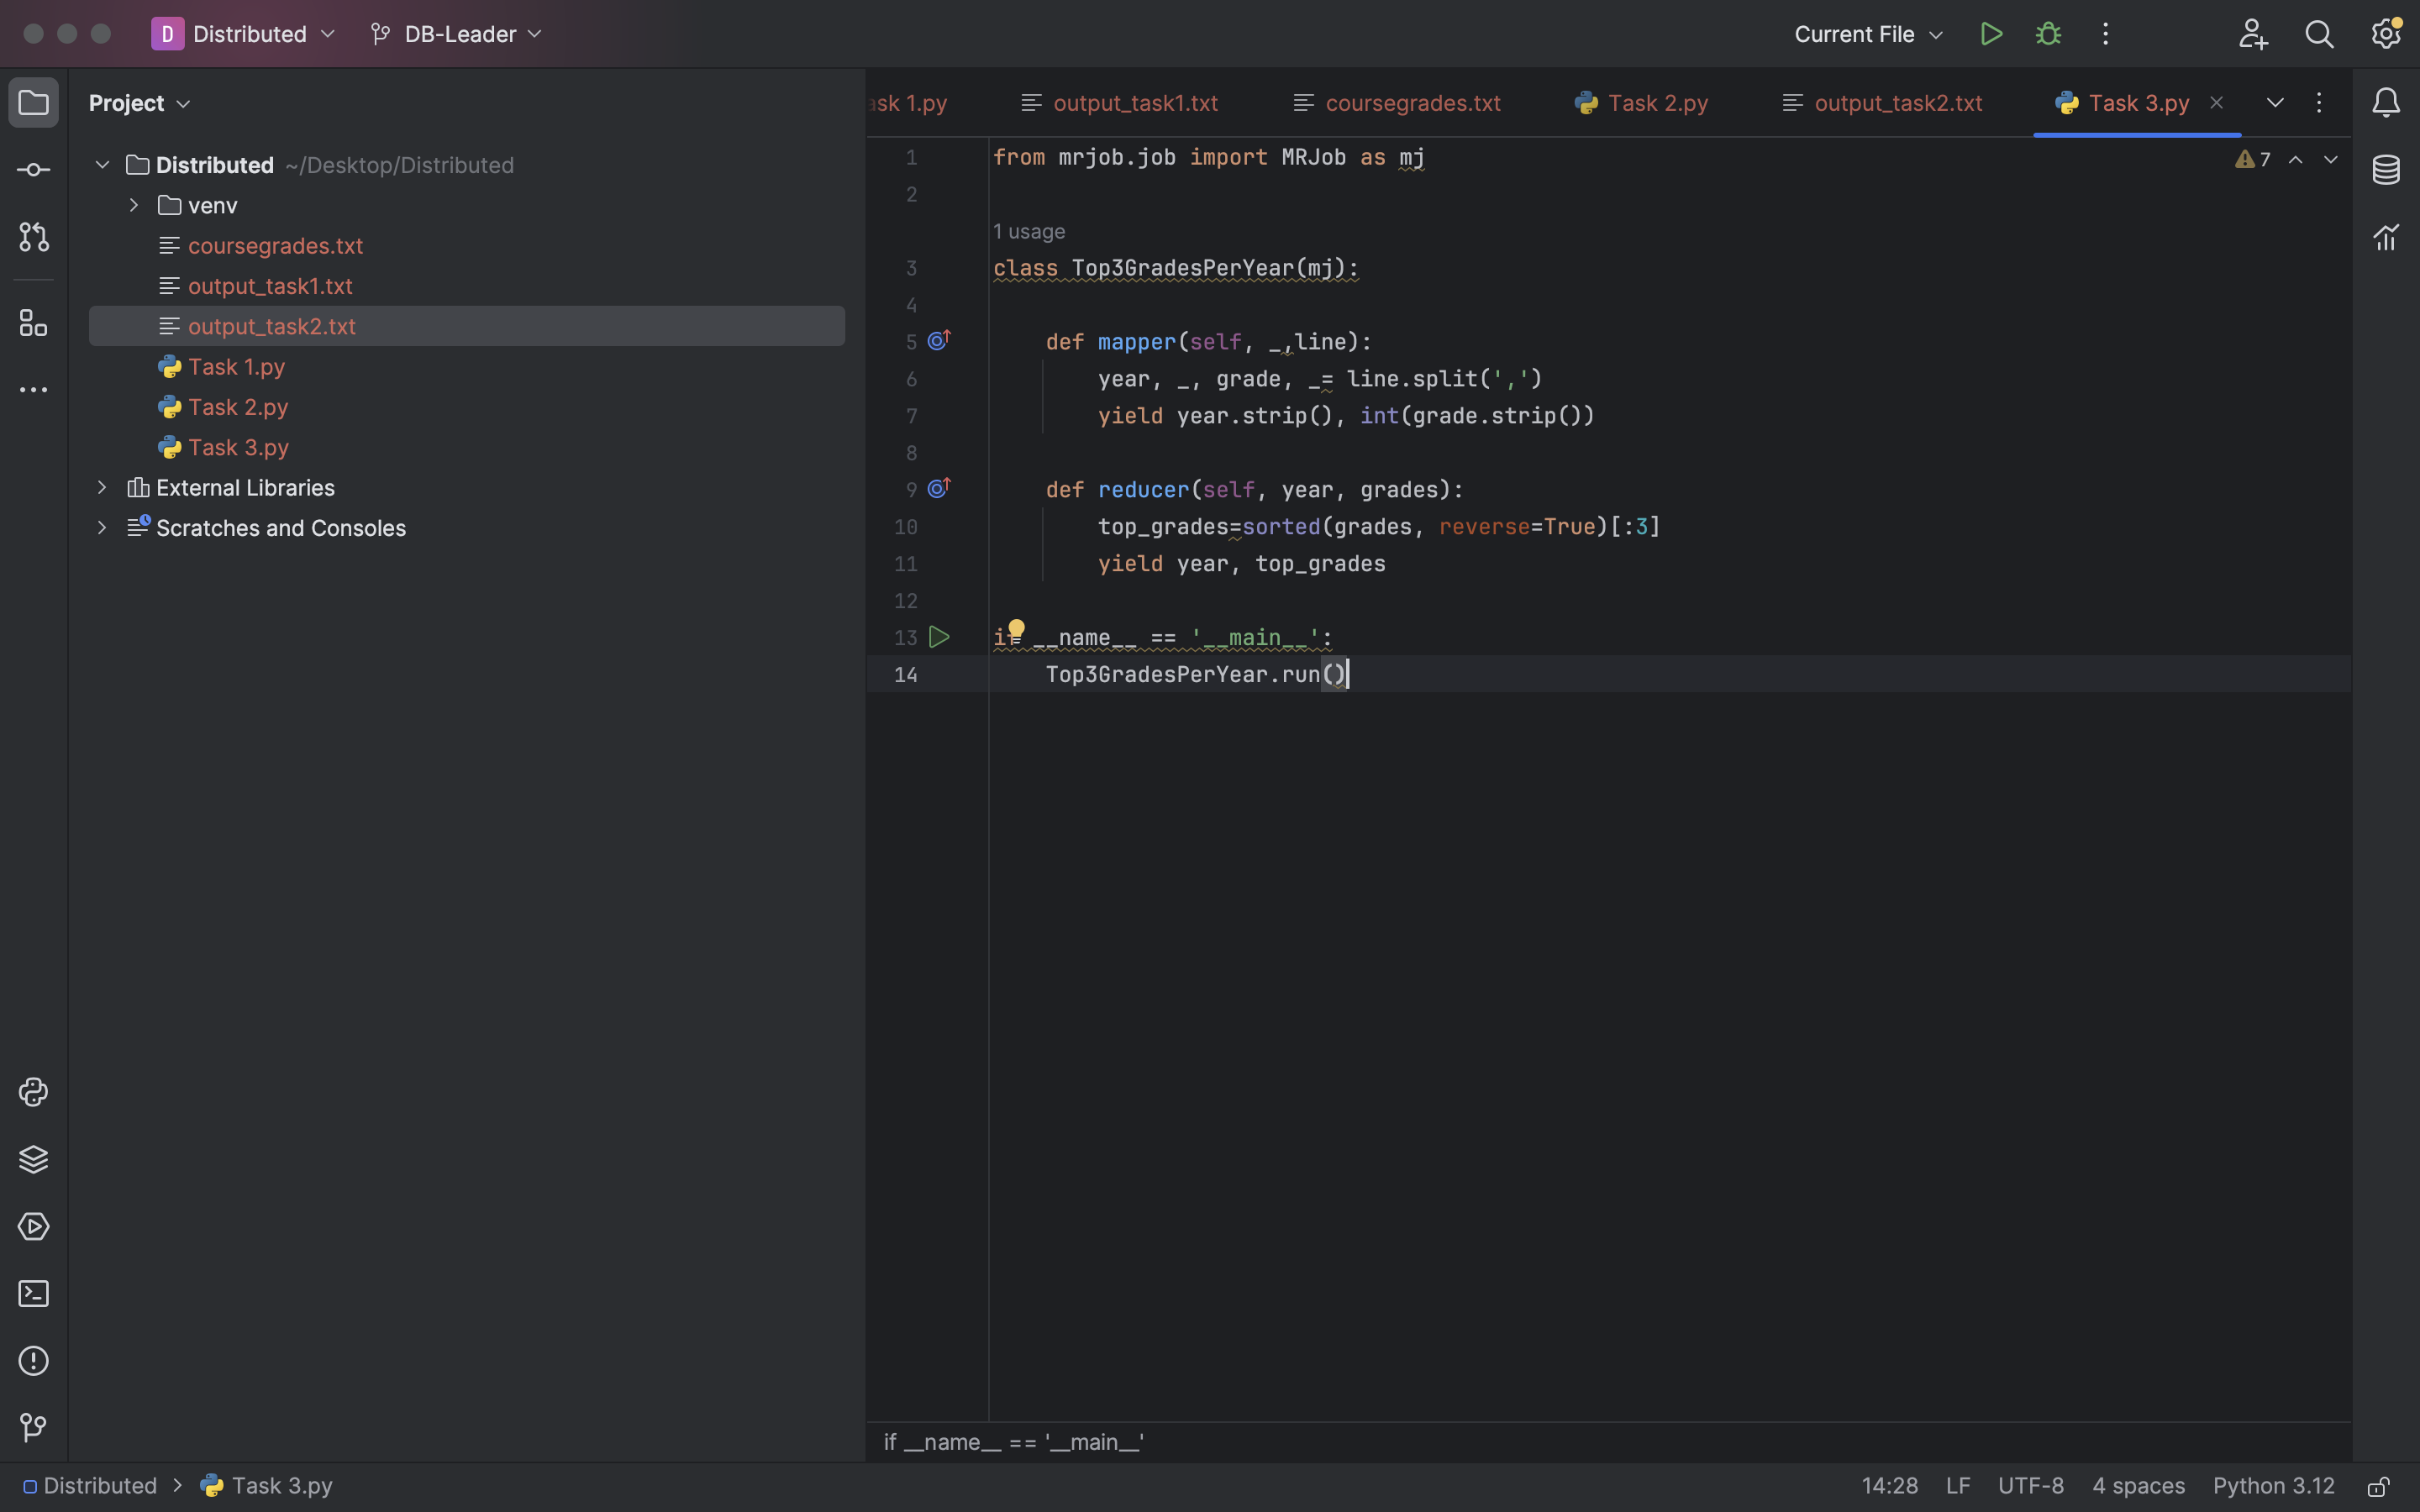 D Distributed DB-Leader Current File
Project
Distributed ~/Desktop/Distributed
venv
coursegrades.txt
output_task1.txt
output_task2.txt
Task 1.py
Task 2.py
Task 3.py
External Libraries
Scratches and Consoles
ask 1.py output_task1.txt coursegrades.txt Task 2.py output_task2.txt Task 3.py
7
1 from mrjob.job import MRJob as mj
2
1 usage
3 class Top3GradesPerYear(mj):
4
5     def mapper(self, _,line):
6         year, _, grade, _= line.split(',')
7         yield year.strip(), int(grade.strip())
8
9     def reducer(self, year, grades):
10         top_grades=sorted(grades, reverse=True)[:3]
11         yield year, top_grades
12
13 if __name__ == '__main__':
14     Top3GradesPerYear.run()
if __name__ == '__main__'
Distributed > Task 3.py 14:28 LF UTF-8 4 spaces Python 3.12